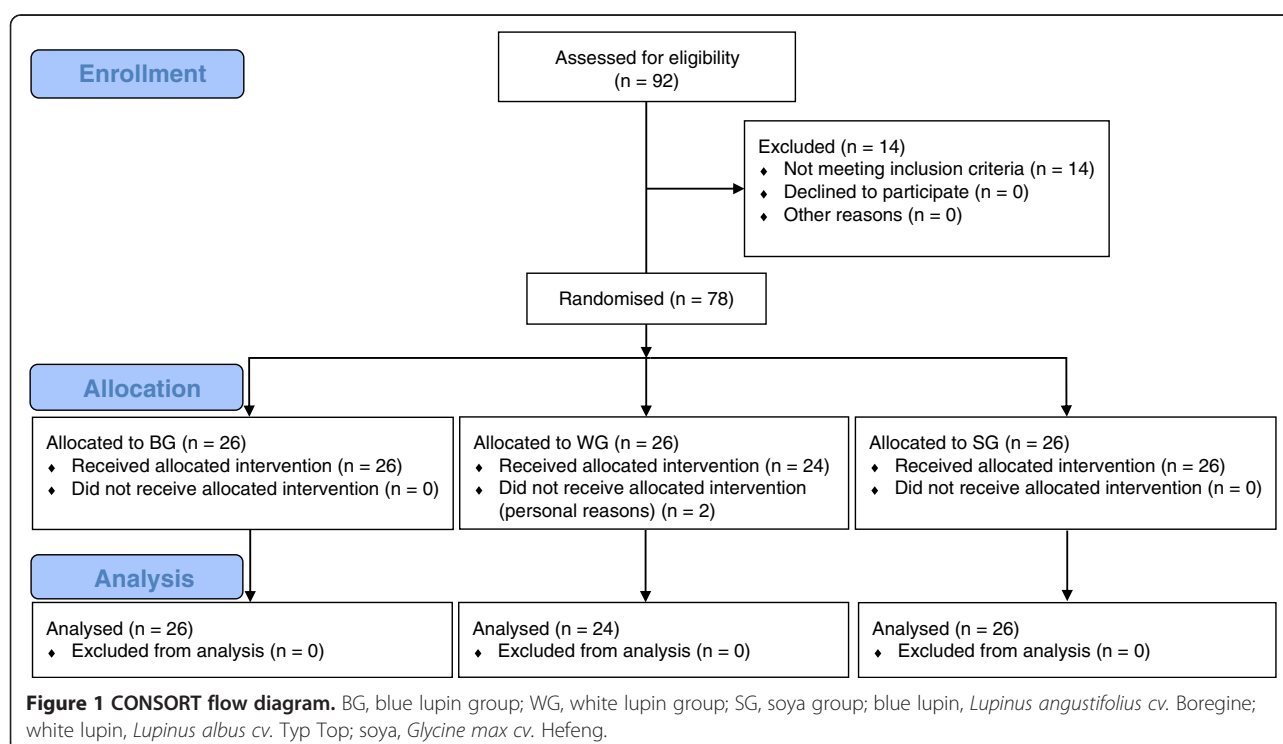 Enrollment
Assessed for eligibility
(n = 92)
Excluded (n = 14)
♦ Not meeting inclusion criteria (n = 14)
♦ Declined to participate (n = 0)
♦ Other reasons (n = 0)
Randomised (n = 78)
Allocation
Allocated to BG (n = 26)
♦ Received allocated intervention (n = 26)
♦ Did not receive allocated intervention (n = 0)
Allocated to WG (n = 26)
♦ Received allocated intervention (n = 24)
♦ Did not receive allocated intervention
(personal reasons) (n = 2)
Allocated to SG (n = 26)
♦ Received allocated intervention (n = 26)
♦ Did not receive allocated intervention (n = 0)
Analysis
Analysed (n = 26)
♦ Excluded from analysis (n = 0)
Analysed (n = 24)
♦ Excluded from analysis (n = 0)
Analysed (n = 26)
♦ Excluded from analysis (n = 0)
Figure 1 CONSORT flow diagram. BG, blue lupin group; WG, white lupin group; SG, soya group; blue lupin, Lupinus angustifolius cv. Boregine;
white lupin, Lupinus albus cv. Typ Top; soya, Glycine max cv. Hefeng.